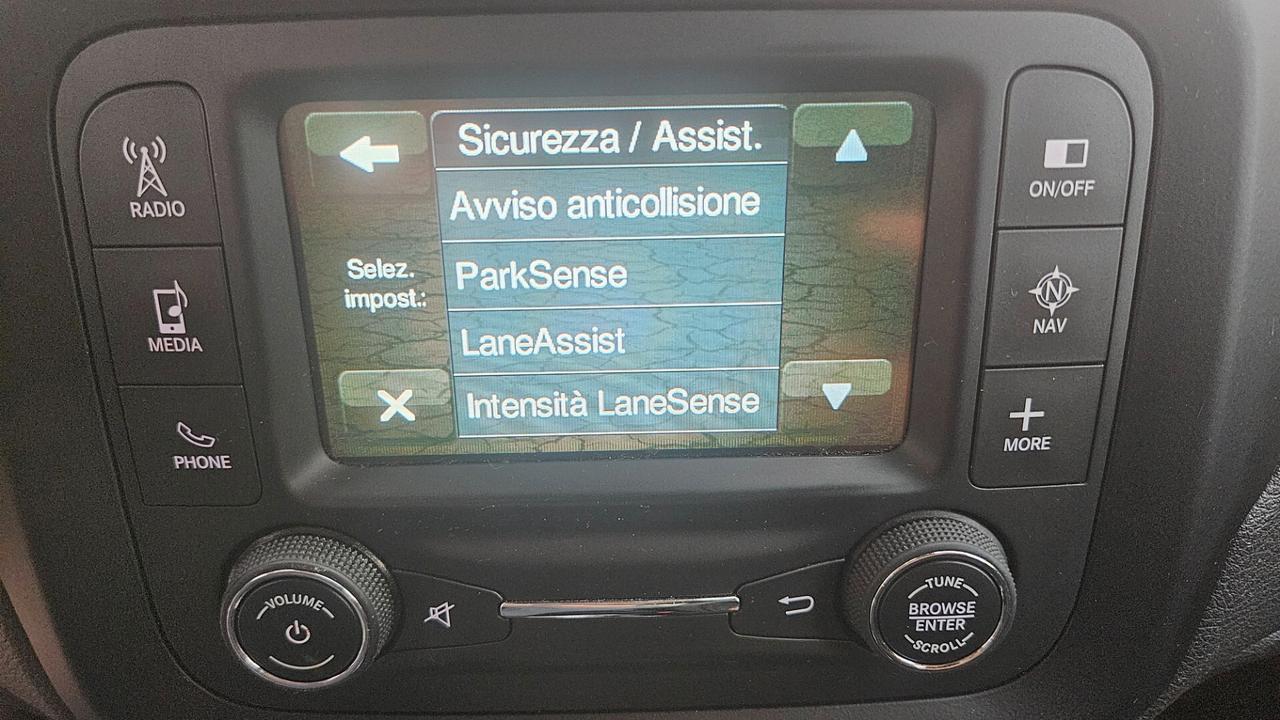 RADIO
MEDIA
PHONE
Sicurezza / Assist.
Avviso anticollisione
Selez.
impost.:
ParkSense
LaneAssist
Intensità LaneSense
ON/OFF
N
NAV
MORE
VOLUME
TUNE
BROWSE
ENTER
SCROLL